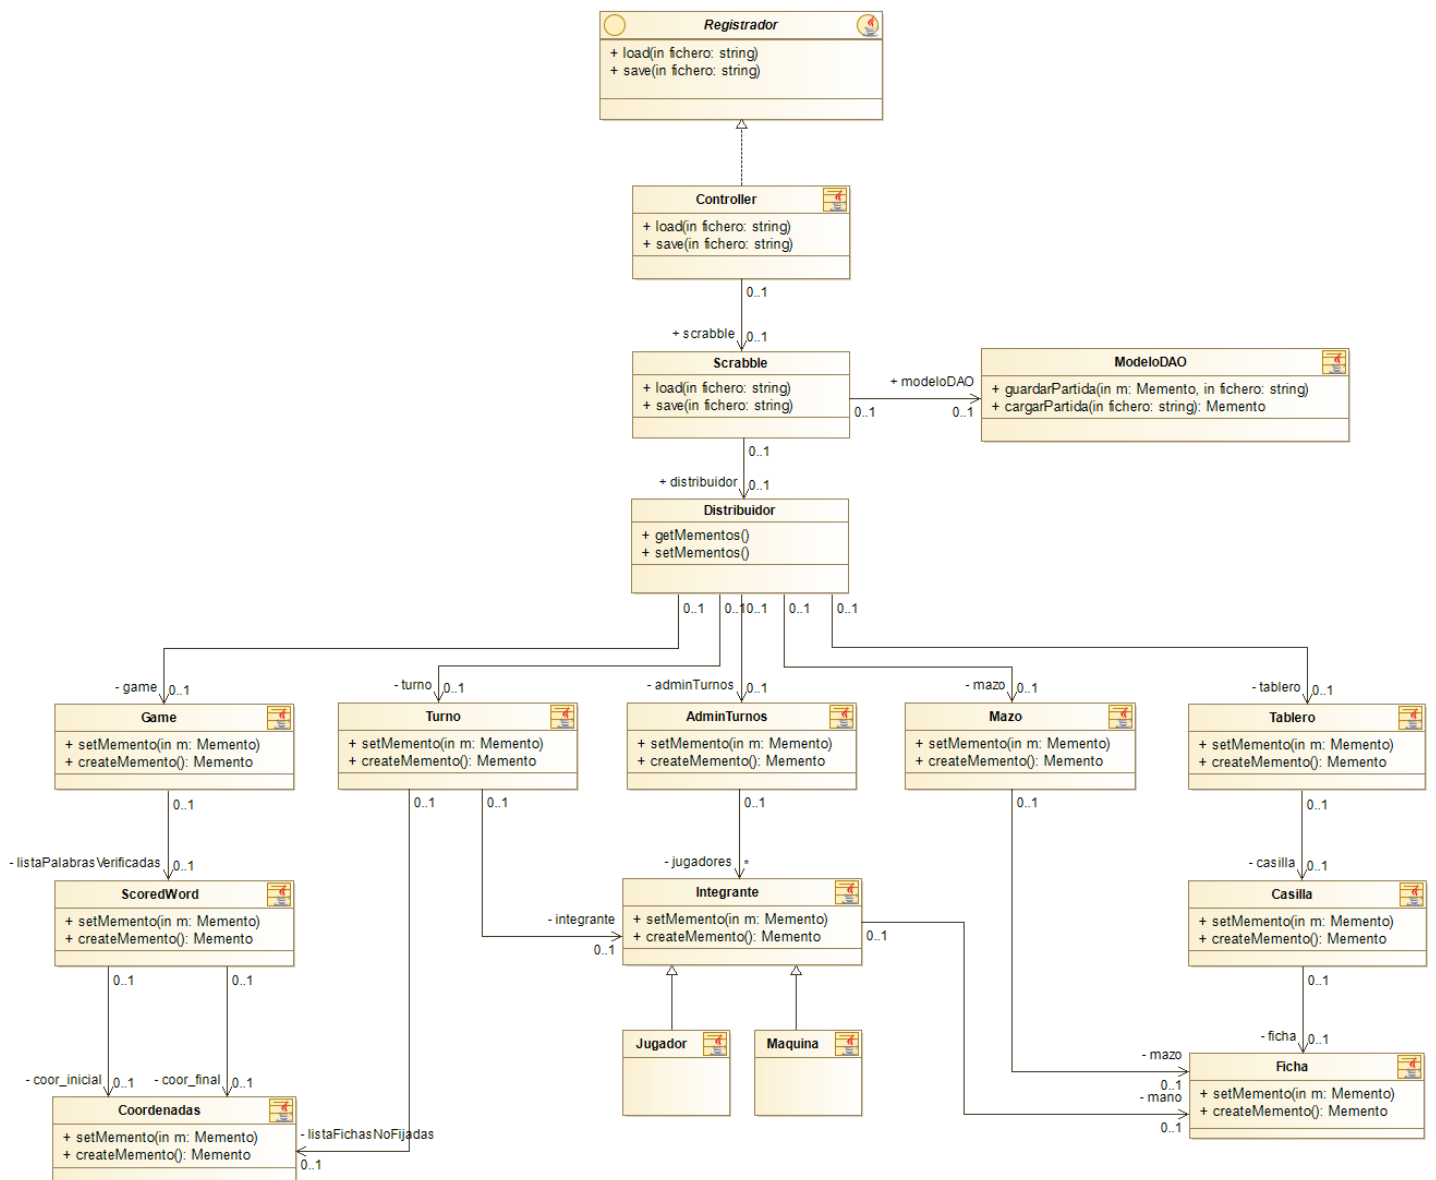 Registrador
+ load(in fichero: string)
+ save(in fichero: string)
Controller
+ load(in fichero: string)
+ save(in fichero: string)
0..1
+ scrabble
0..1
Scrabble
+ load(in fichero: string)
+ save(in fichero: string)
+ modeloDAO
0..1
0..1
ModeloDAO
+ guardarPartida(in m: Memento, in fichero: string)
+ cargarPartida(in fichero: string): Memento
0..1
+ distribuidor
0..1
Distribuidor
+ getMementos()
+ setMementos()
0..1
0..1
0..1
0..1
0..1
- game
0..1
- turno
0..1
- adminTurnos
0..1
- mazo
0..1
- tablero
0..1
Game
+ setMemento(in m: Memento)
+ createMemento(): Memento
Turno
+ setMemento(in m: Memento)
+ createMemento(): Memento
AdminTurnos
+ setMemento(in m: Memento)
+ createMemento(): Memento
Mazo
+ setMemento(in m: Memento)
+ createMemento(): Memento
Tablero
+ setMemento(in m: Memento)
+ createMemento(): Memento
0..1
0..1
0..1
0..1
0..1
0..1
- listaPalabrasVerificadas
0..1
- jugadores
*
- casilla
0..1
ScoredWord
+ setMemento(in m: Memento)
+ createMemento(): Memento
- integrante
0..1
Integrante
+ setMemento(in m: Memento)
+ createMemento(): Memento
0..1
Casilla
+ setMemento(in m: Memento)
+ createMemento(): Memento
0..1
0..1
0..1
Jugador
Maquina
- ficha
0..1
- mazo
0..1
- mano
0..1
Ficha
+ setMemento(in m: Memento)
+ createMemento(): Memento
- coor_inicial
0..1
- coor_final
0..1
Coordenadas
+ setMemento(in m: Memento)
+ createMemento(): Memento
- listaFichasNoFijadas
0..1